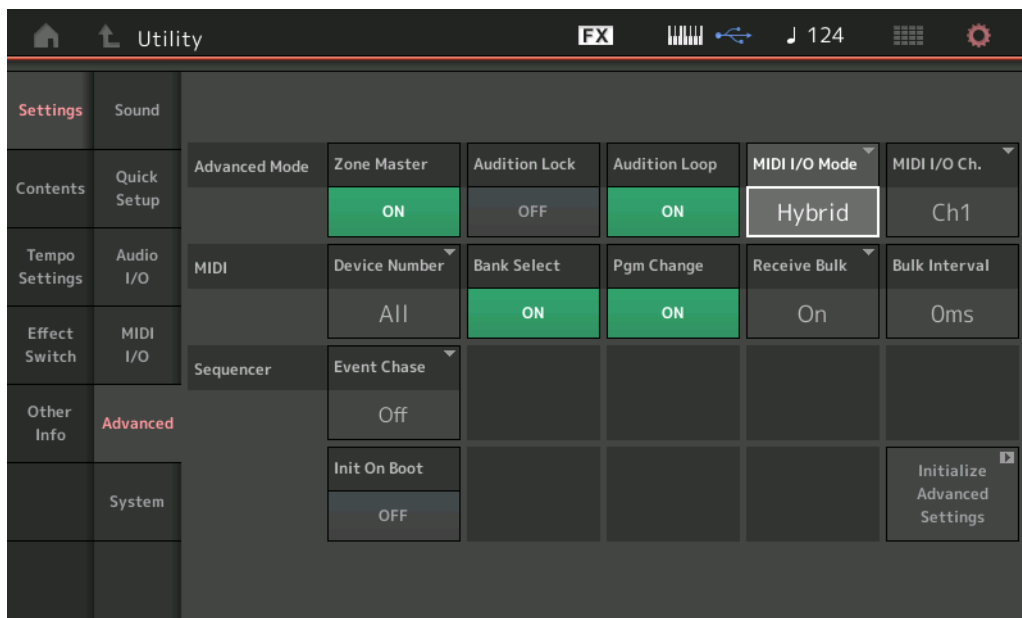 Utility
FX
124
Settings
Sound
Contents
Quick
Setup
Tempo
Settings
Audio
I/O
Effect
Switch
MIDI
I/O
Other
Info
Advanced
System
Advanced Mode
Zone Master
ON
Audition Lock
OFF
Audition Loop
ON
MIDI I/O Mode
Hybrid
MIDI I/O Ch.
Ch1
MIDI
Device Number
All
Bank Select
ON
Pgm Change
ON
Receive Bulk
On
Bulk Interval
0ms
Sequencer
Event Chase
Off
Init On Boot
OFF
Initialize
Advanced
Settings